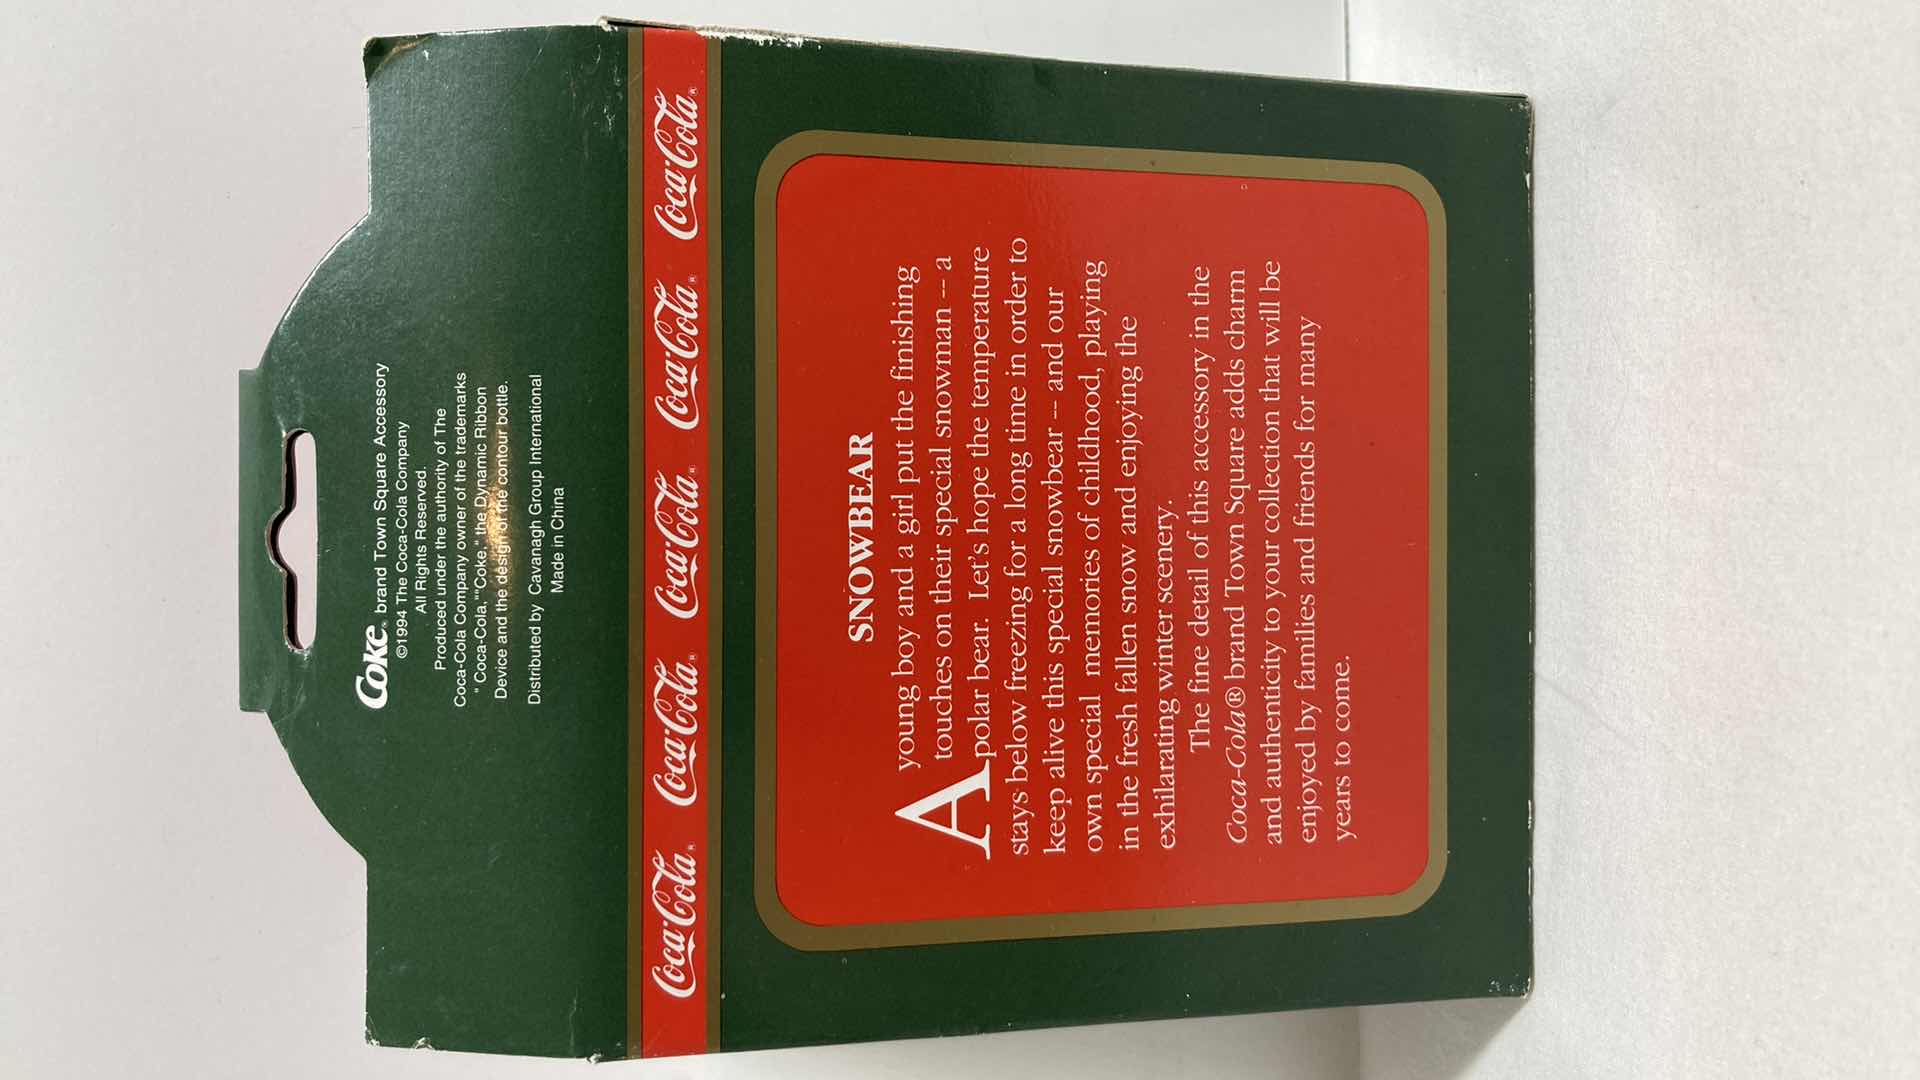 Coke® brand Town Square Accessory
©1994 The Coca-Cola Company
All Rights Reserved.
Produced under the authority of The
Coca-Cola Company owner of the trademarks
" Coca-Cola, ""Coke," the Dynamic Ribbon
Device and the design of the contour bottle.
Distributed by Cavanagh Group International
Made in China
Coca-Cola® Coca-Cola® Coca-Cola® Coca-Cola® Coca-Cola®
SNOWBEAR
A young boy and a girl put the finishing
touches on their special snowman -- a
polar bear. Let's hope the temperature
stays below freezing for a long time in order to
keep alive this special snowbear -- and our
own special memories of childhood, playing
in the fresh fallen snow and enjoying the
exhilarating winter scenery.
The fine detail of this accessory in the
Coca-Cola® brand Town Square adds charm
and authenticity to your collection that will be
enjoyed by families and friends for many
years to come.